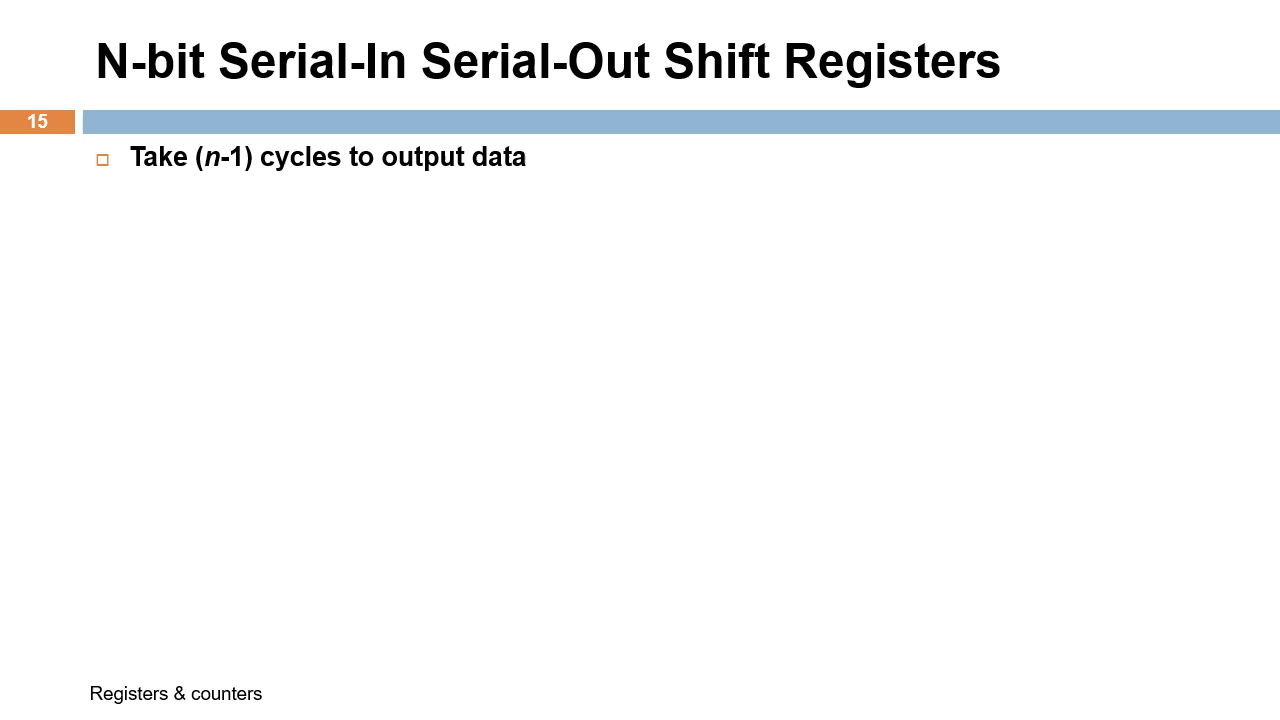 N-bit Serial-In Serial-Out Shift Registers
15
Take (n-1) cycles to output data
Registers & counters